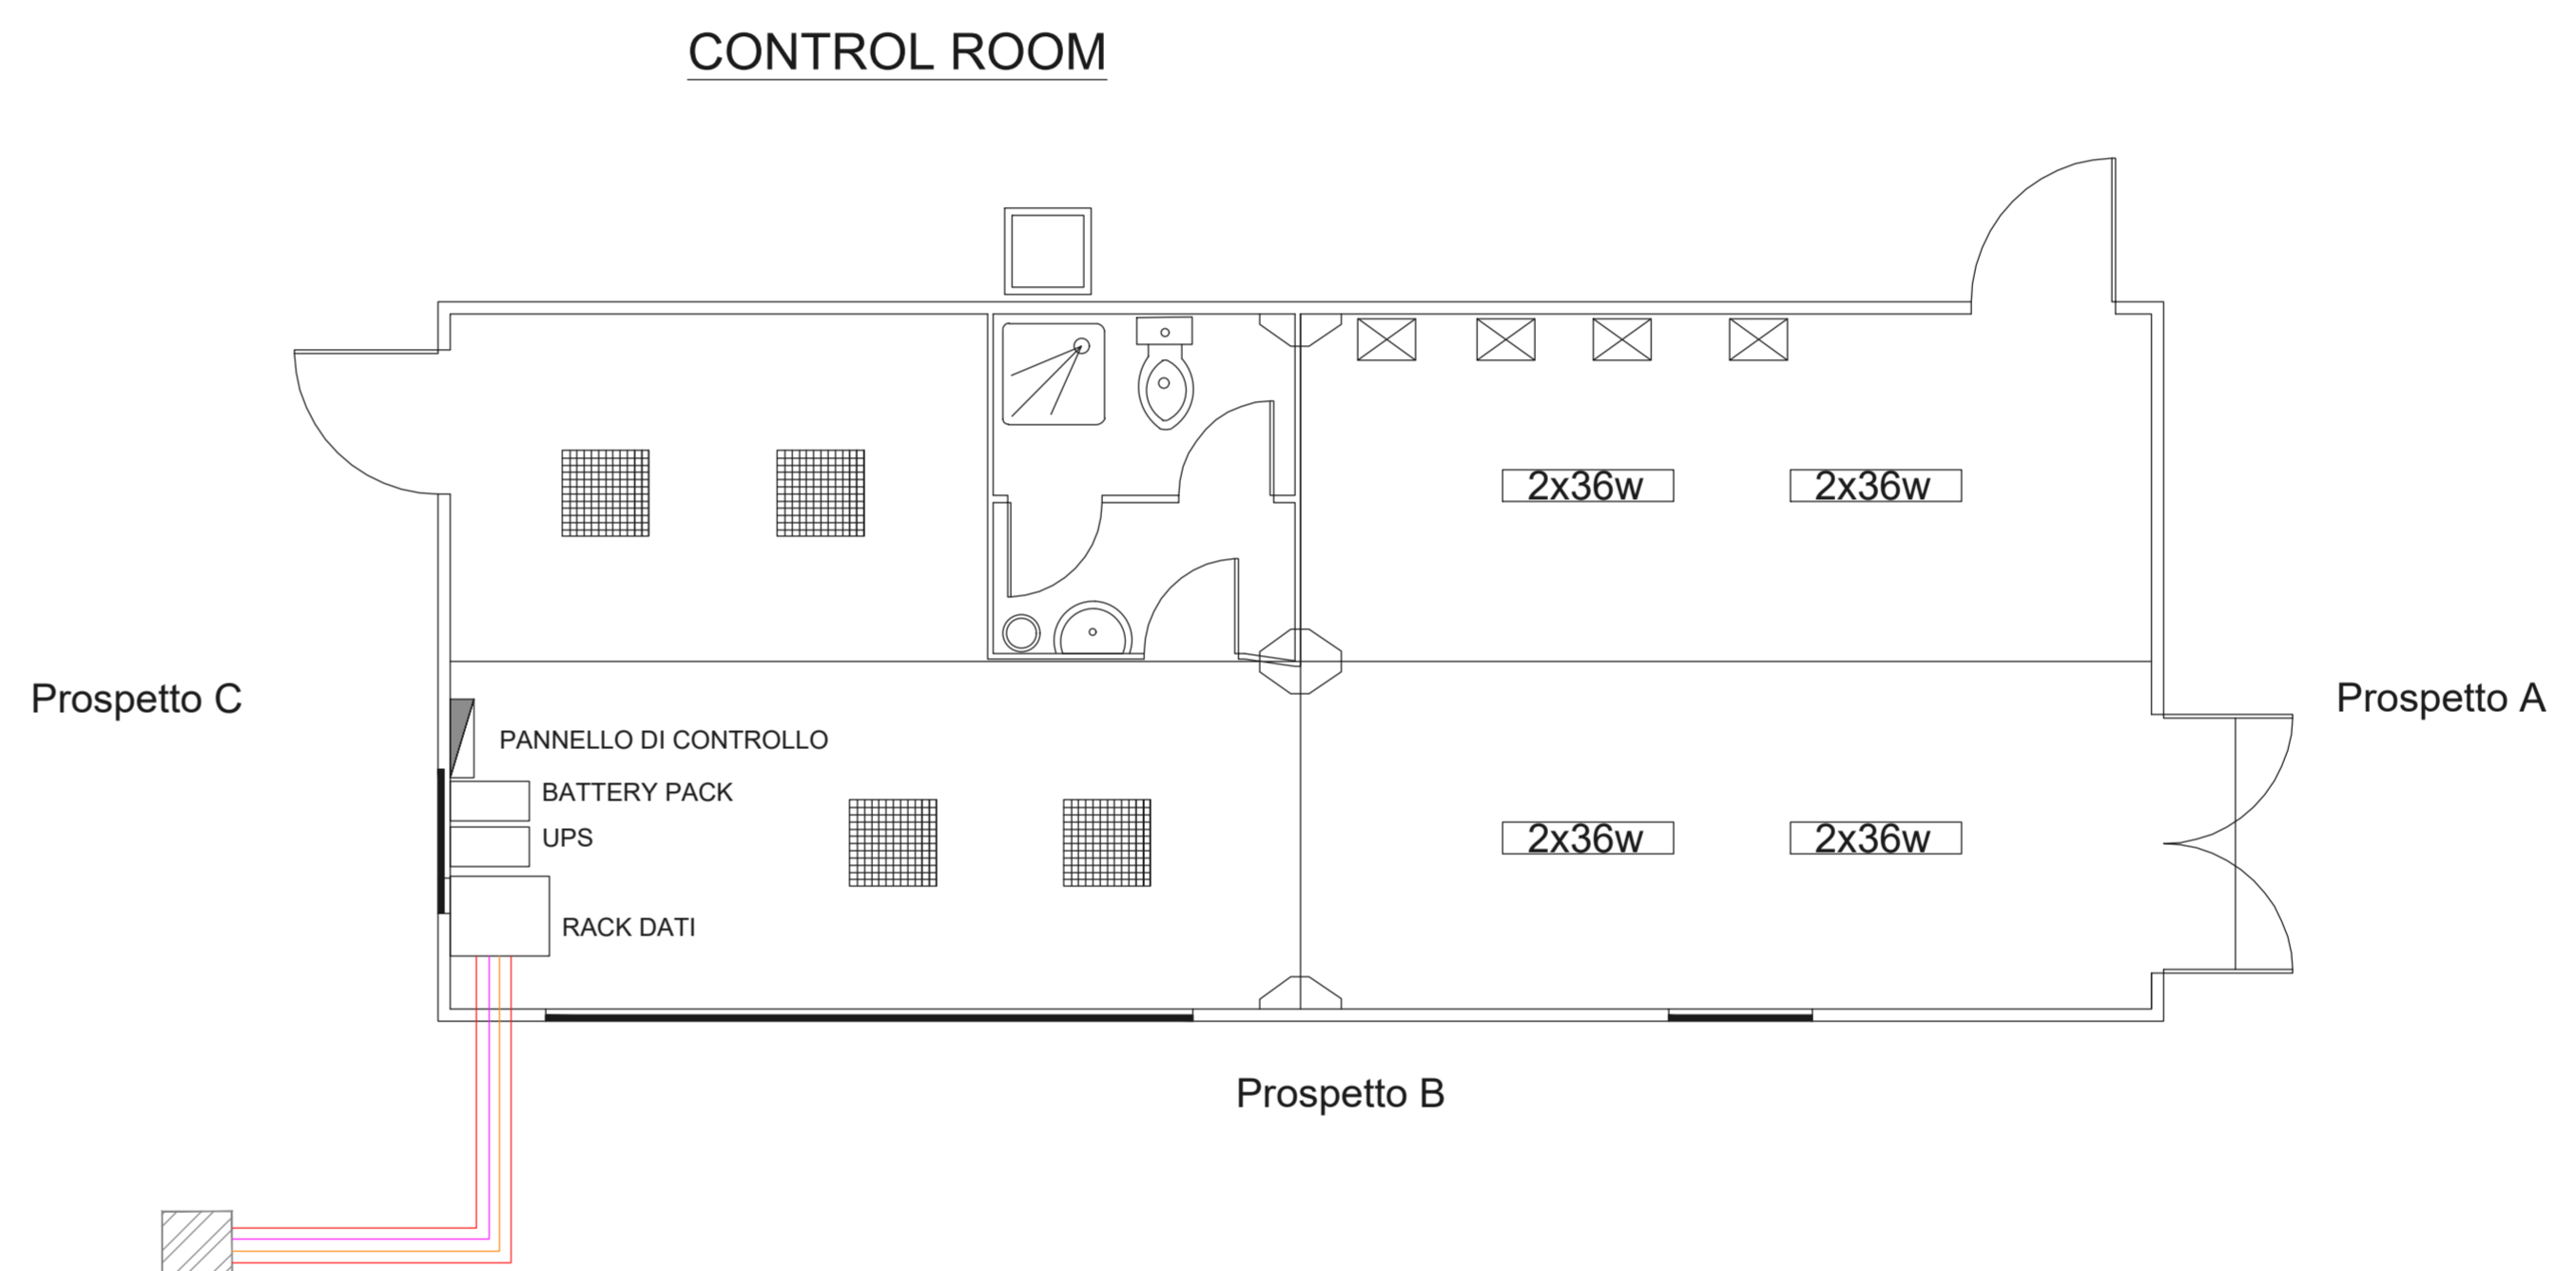 CONTROL ROOM
2x36w
2x36w
Prospetto C
Prospetto A
PANNELLO DI CONTROLLO
BATTERY PACK
UPS
2x36w
2x36w
RACK DATI
Prospetto B